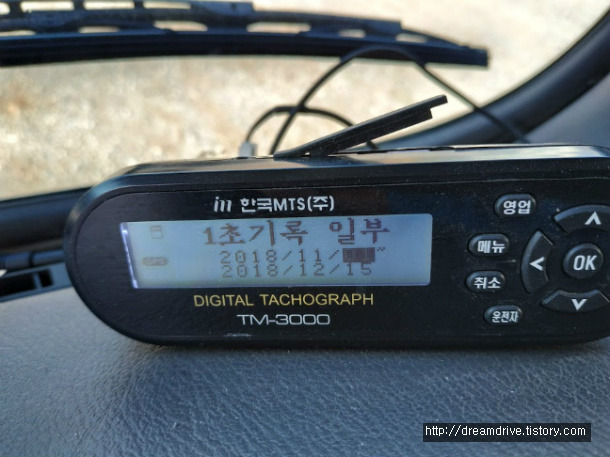 한국MTS(주)
1초기록 일부
2018/11/
2018/12/15
DIGITAL TACHOGRAPH
TM-3000
영업
메뉴
취소
운전자
OK
http://dreamdrive.tistory.com